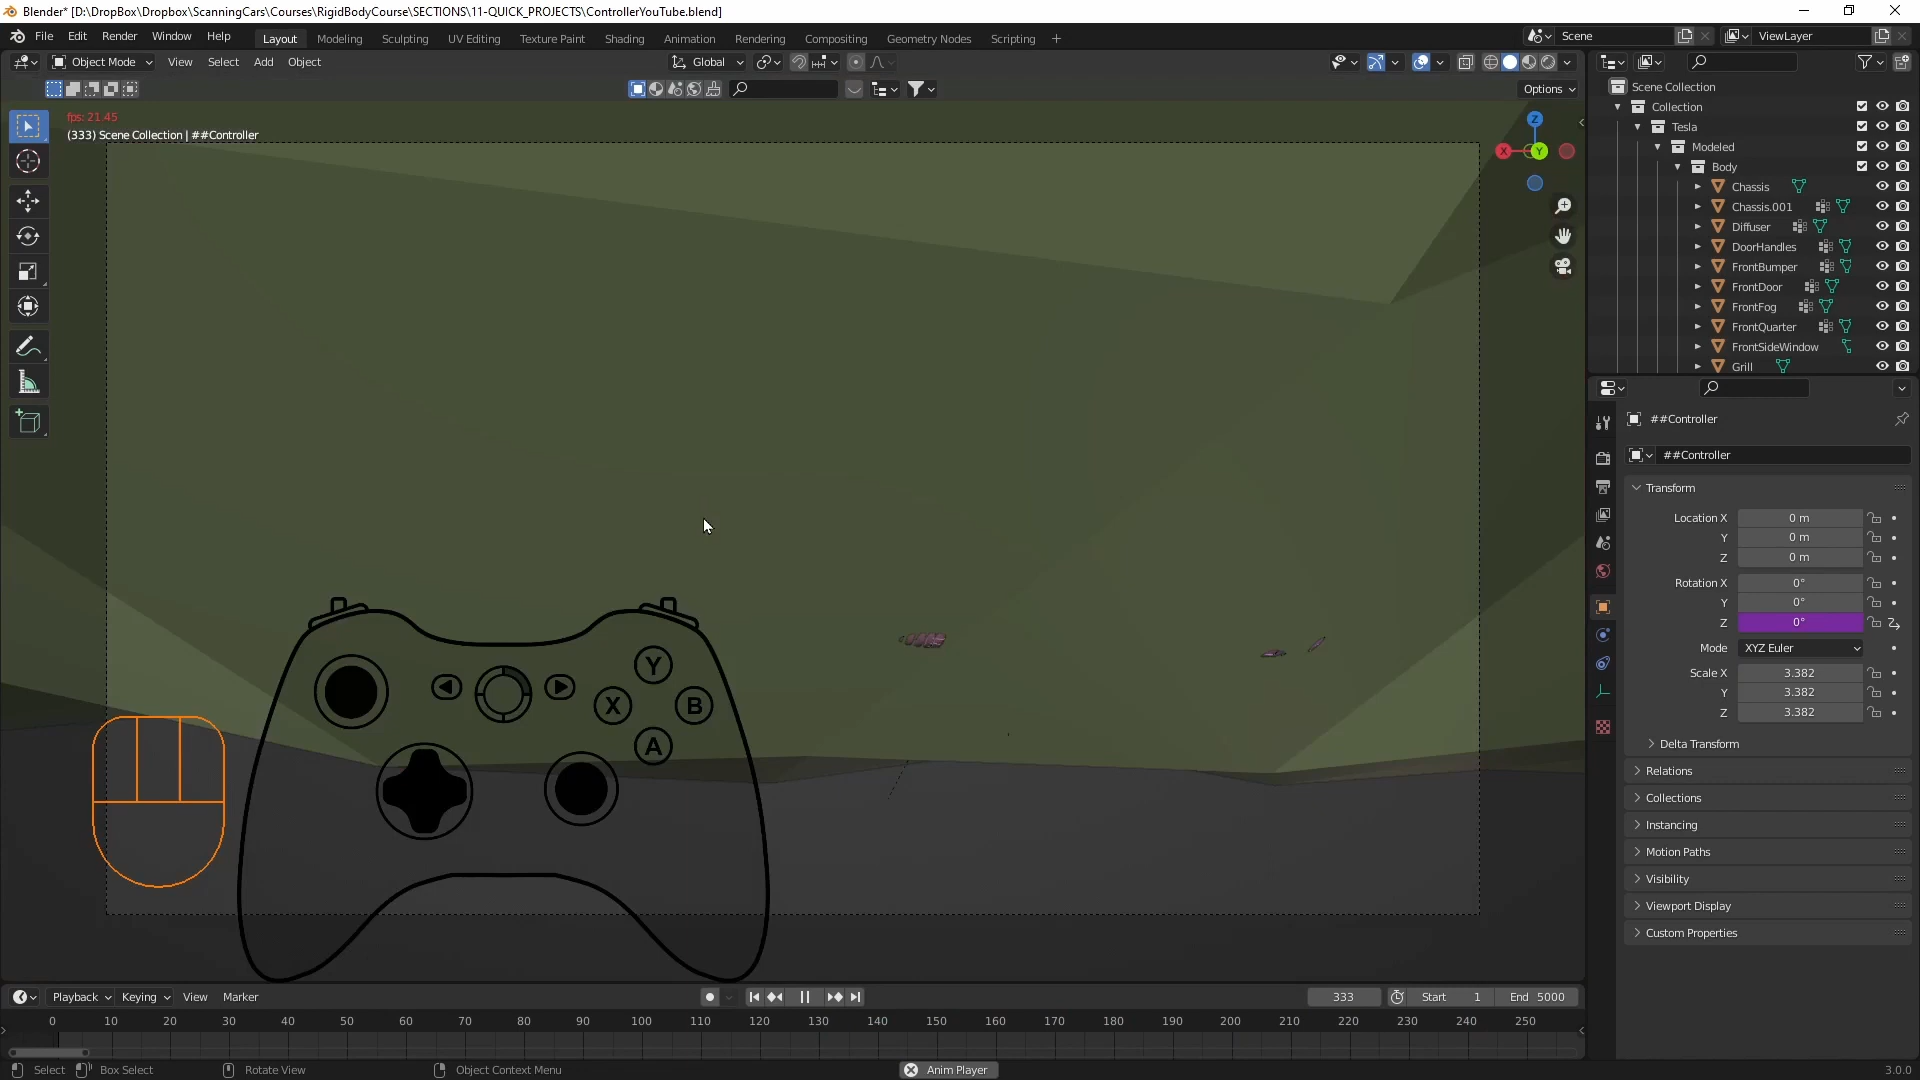 Blender* [D:\DropBox\Dropbox\ScanningCars\Courses\RigidBodyCourse\SECTIONS\11-QUICK_PROJECTS\ControllerYouTube.blend]
File Edit Render Window Help Layout Modeling Sculpting UV Editing Texture Paint Shading Animation Rendering Compositing Geometry Nodes Scripting + Scene ViewLayer
Object Mode View Select Add Object Global
Options
fps: 21.45
(333) Scene Collection | ##Controller
Z
X
Y
Scene Collection
Collection
Tesla
Modeled
Body
Chassis
Chassis.001
Diffuser
DoorHandles
FrontBumper
FrontDoor
FrontFog
FrontQuarter
FrontSideWindow
Grill
##Controller
##Controller
Transform
Location X 0 m
Y 0 m
Z 0 m
Rotation X 0°
Y 0°
Z 0°
Mode XYZ Euler
Scale X 3.382
Y 3.382
Z 3.382
Delta Transform
Relations
Collections
Instancing
Motion Paths
Visibility
Viewport Display
Custom Properties
Y
X B
A
Playback Keying View Marker 333 Start 1 End 5000
0 10 20 30 40 50 60 70 80 90 100 110 120 130 140 150 160 170 180 190 200 210 220 230 240 250
Select Box Select Rotate View Object Context Menu Anim Player 3.0.0